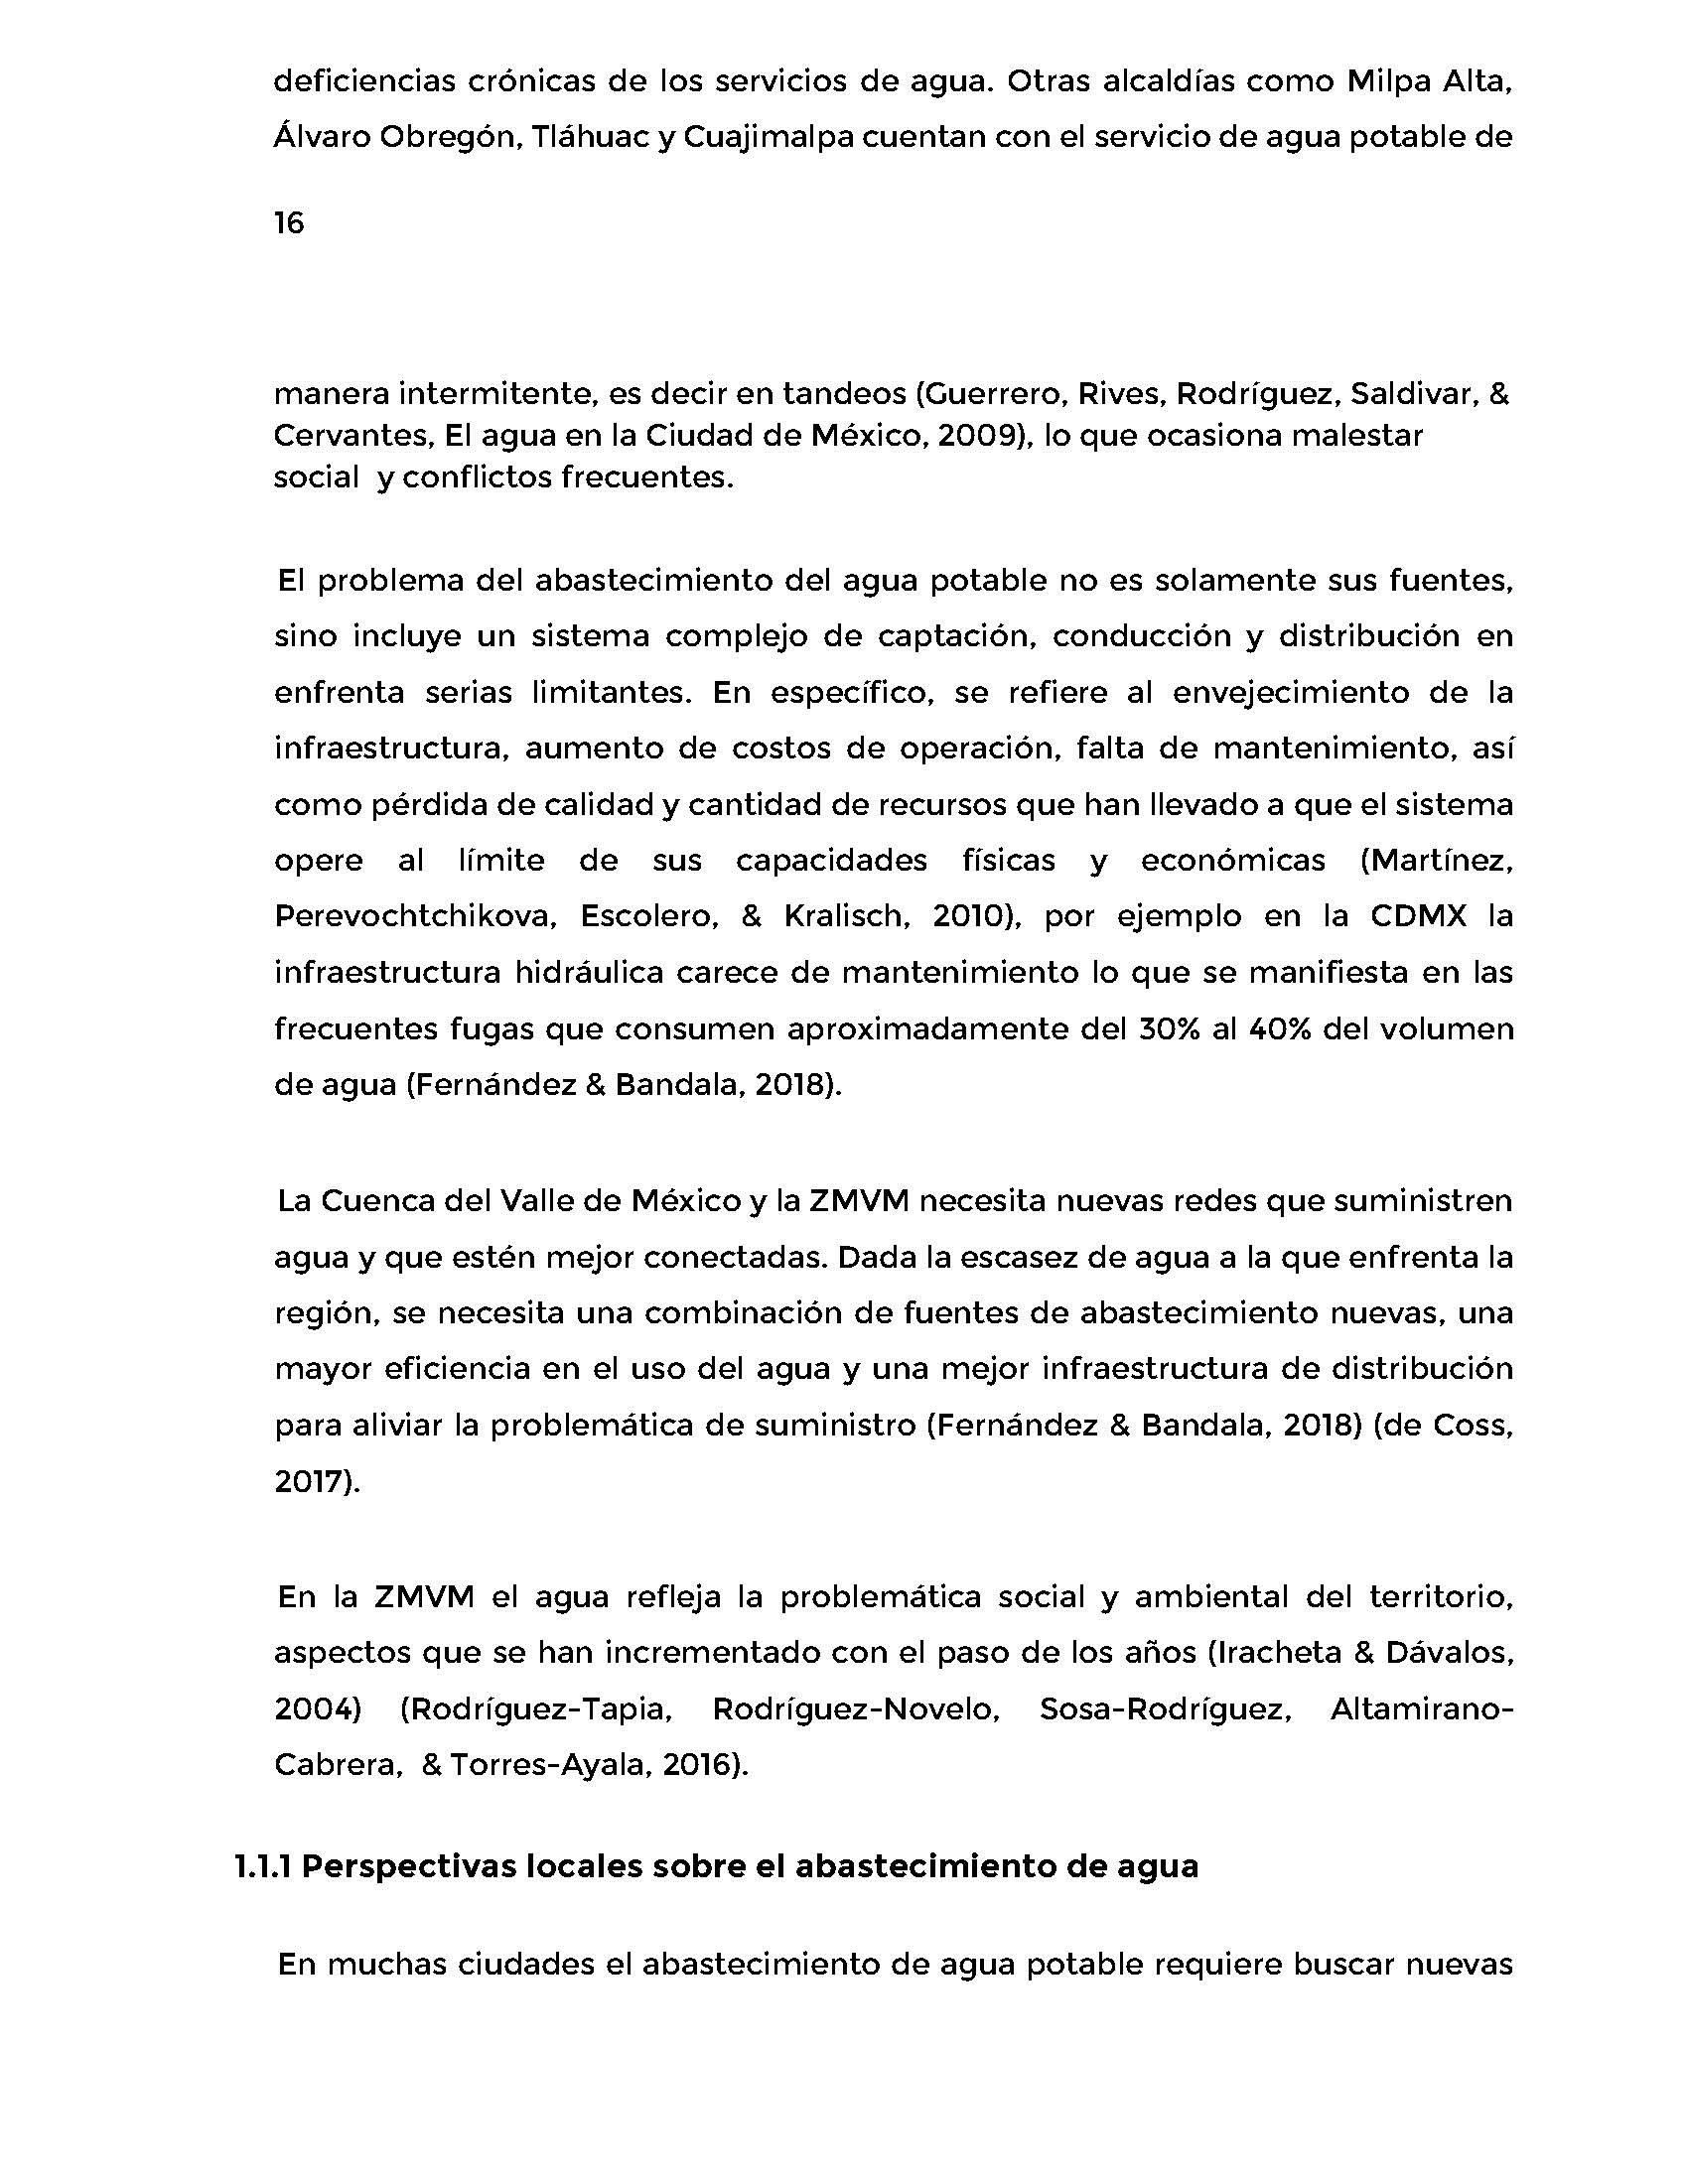 deficiencias crónicas de los servicios de agua. Otras alcaldías como Milpa Alta,
Álvaro Obregón, Tláhuac y Cuajimalpa cuentan con el servicio de agua potable de
16
manera intermitente, es decir en tandeos (Guerrero, Rives, Rodríguez, Saldivar, &
Cervantes, El agua en la Ciudad de México, 2009), lo que ocasiona malestar
social y conflictos frecuentes.
El problema del abastecimiento del agua potable no es solamente sus fuentes,
sino incluye un sistema complejo de captación, conducción y distribución en
enfrenta serias limitantes. En específico, se refiere al envejecimiento de la
infraestructura, aumento de costos de operación, falta de mantenimiento, así
como pérdida de calidad y cantidad de recursos que han llevado a que el sistema
opere al límite de sus capacidades físicas y económicas (Martínez,
Perevochtchikova, Escolero, & Kralisch, 2010), por ejemplo en la CDMX la
infraestructura hidráulica carece de mantenimiento lo que se manifiesta en las
frecuentes fugas que consumen aproximadamente del 30% al 40% del volumen
de agua (Fernández & Bandala, 2018).
La Cuenca del Valle de México y la ZMVM necesita nuevas redes que suministren
agua y que estén mejor conectadas. Dada la escasez de agua a la que enfrenta la
región, se necesita una combinación de fuentes de abastecimiento nuevas, una
mayor eficiencia en el uso del agua y una mejor infraestructura de distribución
para aliviar la problemática de suministro (Fernández & Bandala, 2018) (de Coss,
2017).
En la ZMVM el agua refleja la problemática social y ambiental del territorio,
aspectos que se han incrementado con el paso de los años (Iracheta & Dávalos,
2004) (Rodríguez-Tapia, Rodríguez-Novelo, Sosa-Rodríguez, Altamirano-
Cabrera, & Torres-Ayala, 2016).
1.1.1 Perspectivas locales sobre el abastecimiento de agua
En muchas ciudades el abastecimiento de agua potable requiere buscar nuevas